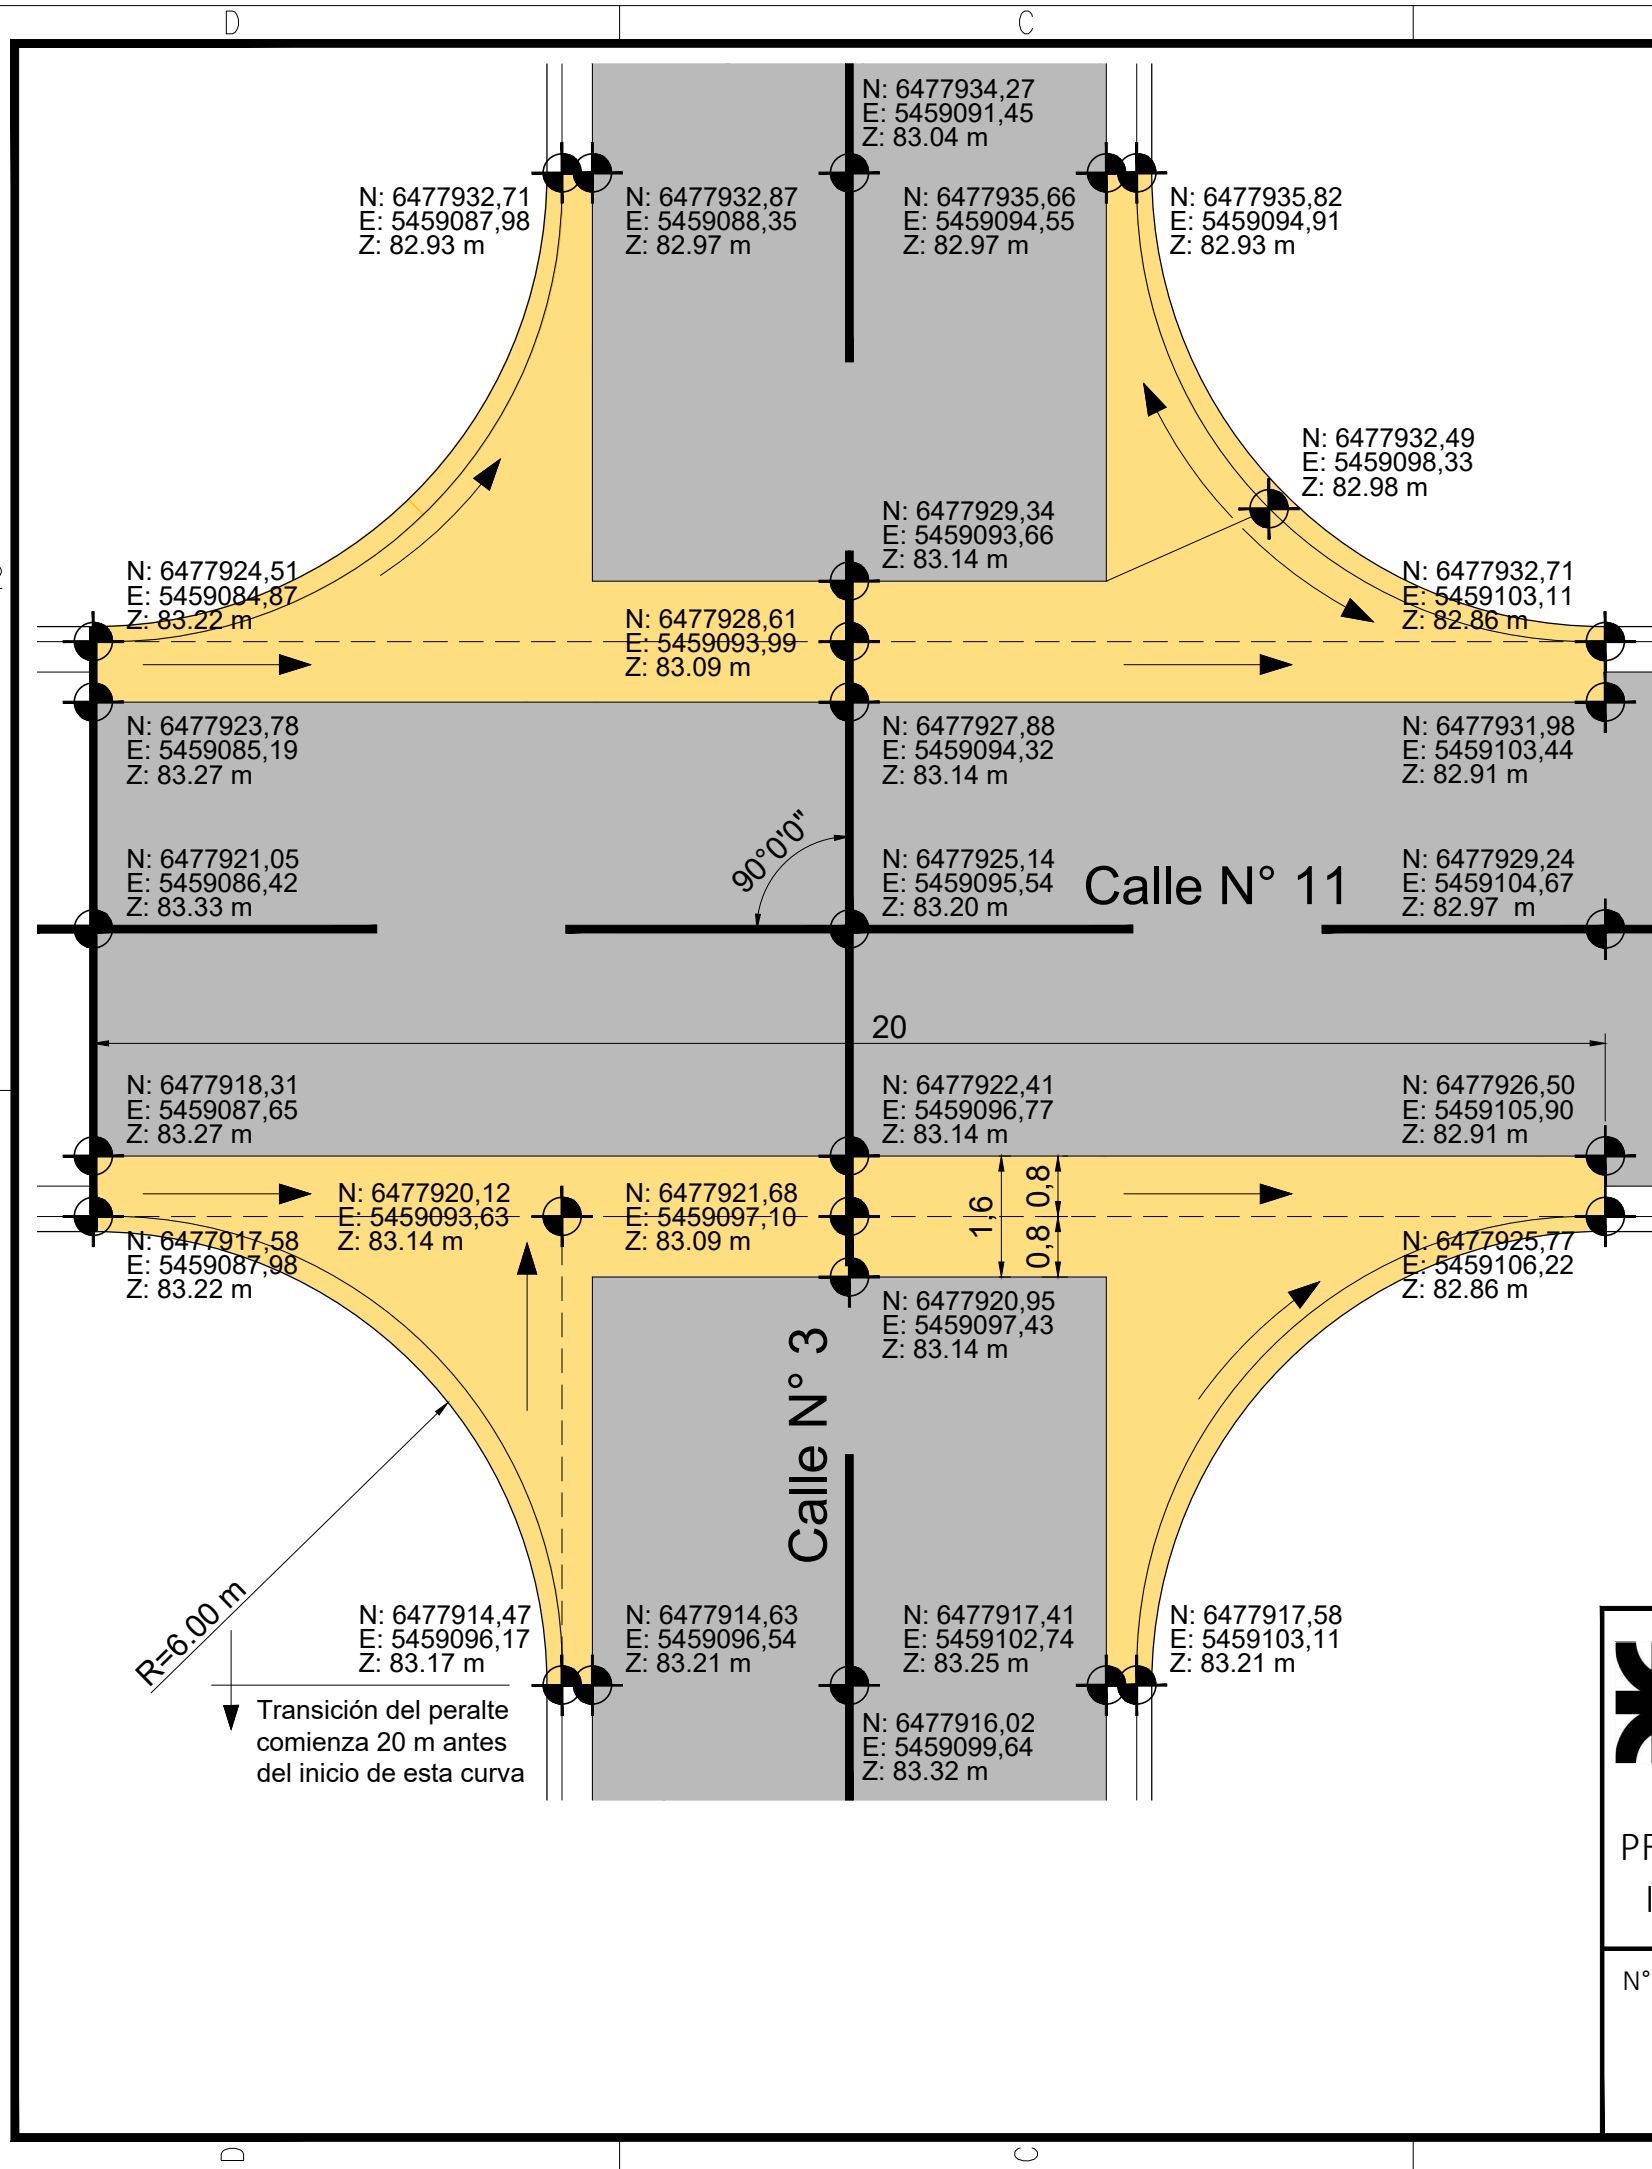 D
C
N: 6477934,27
E: 5459091,45
Z: 83.04 m
N: 6477932,71
E: 5459087,98
Z: 82.93 m
N: 6477932,87
E: 5459088,35
Z: 82.97 m
N: 6477935,66
E: 5459094,55
Z: 82.97 m
N: 6477935,82
E: 5459094,91
Z: 82.93 m
N: 6477932,49
E: 5459098,33
Z: 82.98 m
N: 6477929,34
E: 5459093,66
Z: 83.14 m
N: 6477924,51
E: 5459084,87
Z: 83.22 m
N: 6477928,61
E: 5459093,99
Z: 83.09 m
N: 6477932,71
E: 5459103,11
Z: 82.86 m
N: 6477923,78
E: 5459085,19
Z: 83.27 m
N: 6477927,88
E: 5459094,32
Z: 83.14 m
N: 6477931,98
E: 5459103,44
Z: 82.91 m
90°0'0"
N: 6477921,05
E: 5459086,42
Z: 83.33 m
N: 6477925,14
E: 5459095,54
Z: 83.20 m
Calle N° 11
N: 6477929,24
E: 5459104,67
Z: 82.97 m
20
N: 6477918,31
E: 5459087,65
Z: 83.27 m
N: 6477922,41
E: 5459096,77
Z: 83.14 m
N: 6477926,50
E: 5459105,90
Z: 82.91 m
N: 6477920,12
E: 5459093,63
Z: 83.14 m
N: 6477921,68
E: 5459097,10
Z: 83.09 m
1,6
0,8
0,8
N: 6477917,58
E: 5459087,98
Z: 83.22 m
N: 6477925,77
E: 5459106,22
Z: 82.86 m
N: 6477920,95
E: 5459097,43
Z: 83.14 m
Calle N° 3
R=6.00 m
N: 6477914,47
E: 5459096,17
Z: 83.17 m
N: 6477914,63
E: 5459096,54
Z: 83.21 m
N: 6477917,41
E: 5459102,74
Z: 83.25 m
N: 6477917,58
E: 5459103,11
Z: 83.21 m
Transición del peralte
comienza 20 m antes
del inicio de esta curva
N: 6477916,02
E: 5459099,64
Z: 83.32 m
N°
D
C